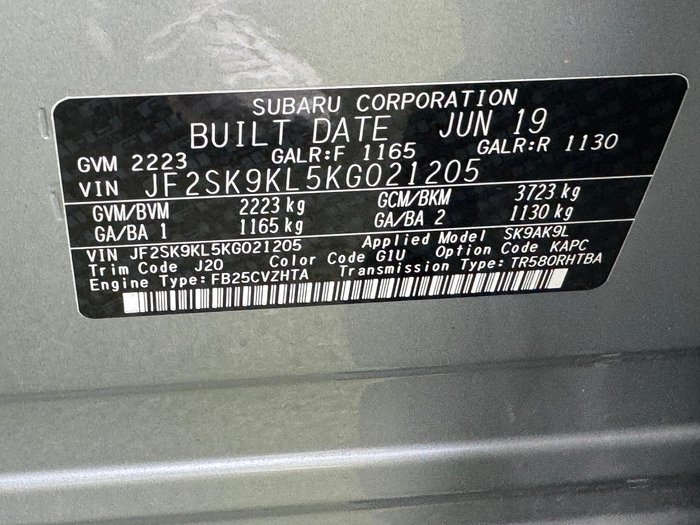 SUBARU CORPORATION
BUILT DATE JUN 19
GVM 2223 GALR:F 1165 GALR:R 1130
VIN JF2SK9KL5KG021205
GVM/BVM 2223 kg GCM/BKM 3723 kg
GA/BA 1 1165 kg GA/BA 2 1130 kg
VIN JF2SK9KL5KG021205 Applied Model SK9AK9L
Trim Code J20 Color Code G1U Option Code KAPC
Engine Type:FB25CVZHTA Transmission Type:TR580RHTBA